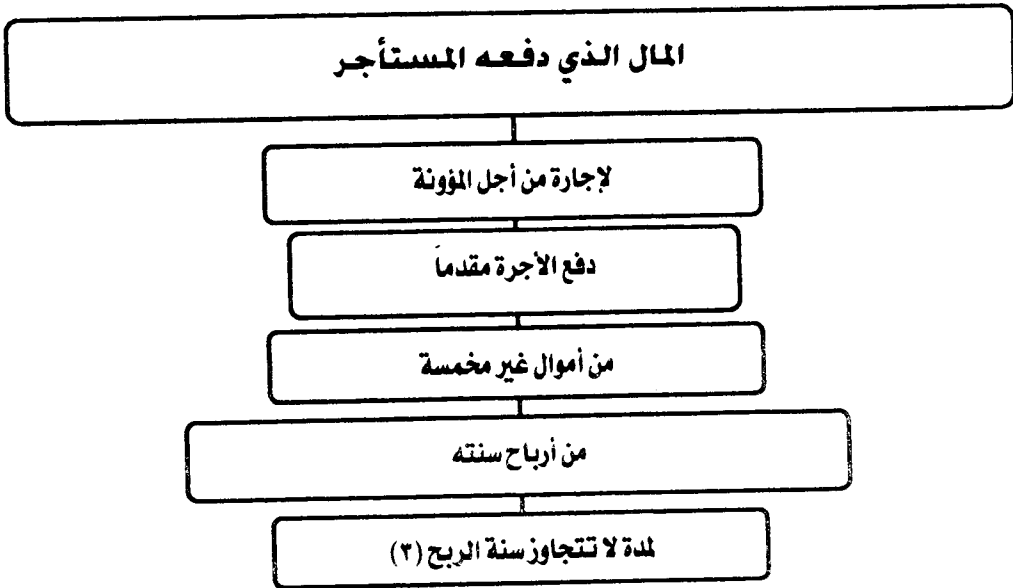 المال الذي دفعه المستأجر
لإجارة من أجل المؤونة
دفع الأجرة مقدماً
من أموال غير مخمسة
من أرباح سنته
لمدة لا تتجاوز سنة الربح (٣)